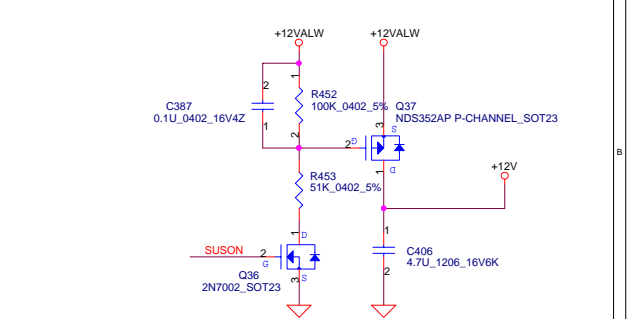 +12VALW
+12VALW
2
1
R452
Q37
C387
100K_0402_5%
0.1U_0402_16V4Z
NDS352AP P-CHANNEL_SOT23
1
2
3
S
2
G
B
+12V
R453
1
D
51K_0402_5%
1
D
1
C406
SUSON
2
G
4.7U_1206_16V6K
2
Q36
3
S
2N7002_SOT23